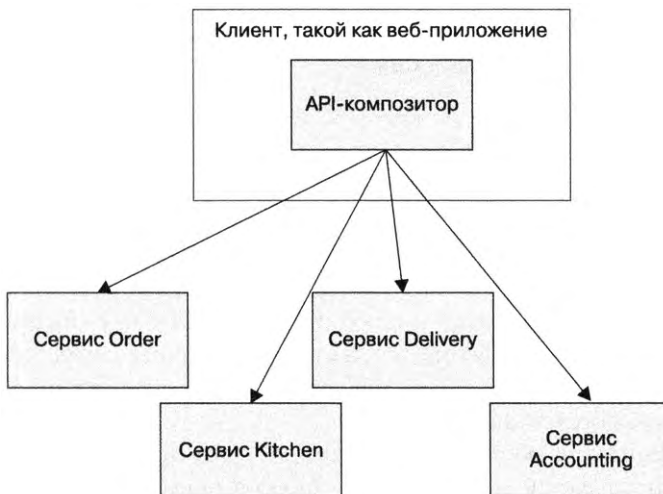 Клиент, такой как веб-приложение
API-композитор
Сервис Order
Сервис Delivery
Сервис Kitchen
Сервис
Accounting